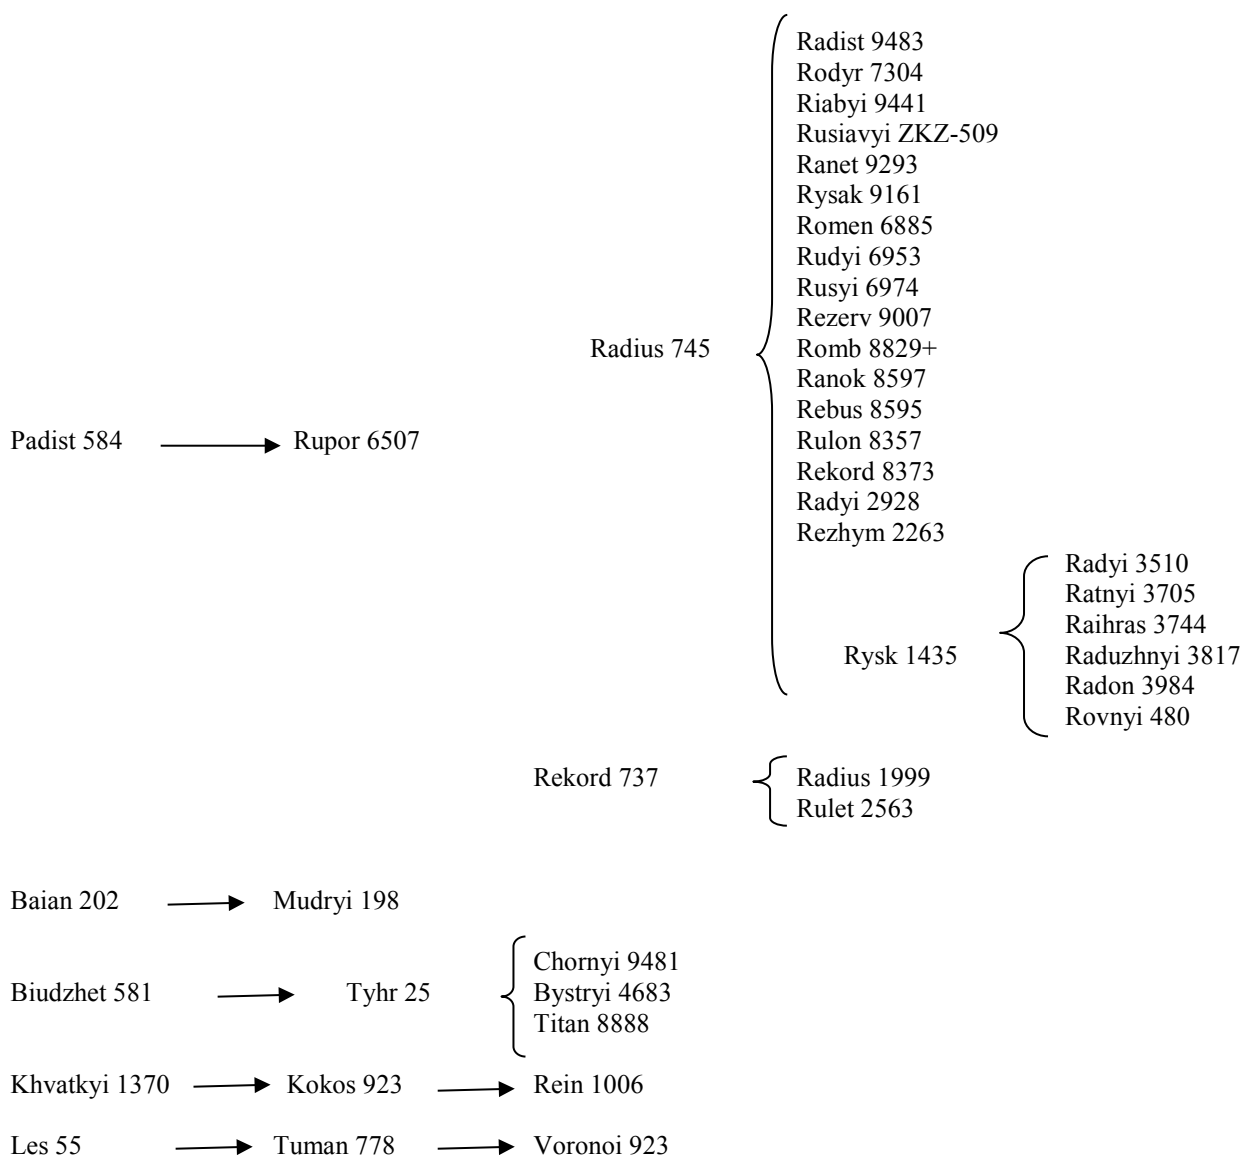 Radist 9483
Rodyr 7304
Riabyi 9441
Rusiavyi ZKZ-509
Ranet 9293
Rysak 9161
Romen 6885
Rudyi 6953
Rusyi 6974
Rezerv 9007
Radius 745 Romb 8829+
Ranok 8597
Rebus 8595
Padist 584 Rupor 6507 Rulon 8357
Rekord 8373
Radyi 2928
Rezhym 2263
Radyi 3510
Ratnyi 3705
Raihras 3744
Rysk 1435 Raduzhnyi 3817
Radon 3984
Rovnyi 480
Rekord 737 Radius 1999
Rulet 2563
Baian 202 Mudryi 198
Chornyi 9481
Biudzhet 581 Tyhr 25 Bystryi 4683
Titan 8888
Khvatkyi 1370 Kokos 923 Rein 1006
Les 55 Tuman 778 Voronoi 923